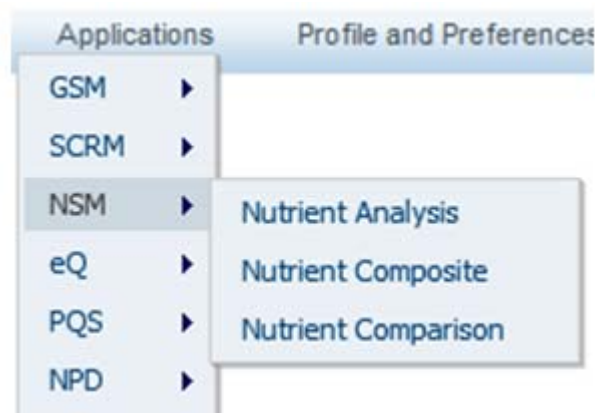 Applications Profile and Preferences
GSM
SCRM
NSM
Nutrient Analysis
eQ
Nutrient Composite
PQS
Nutrient Comparison
NPD